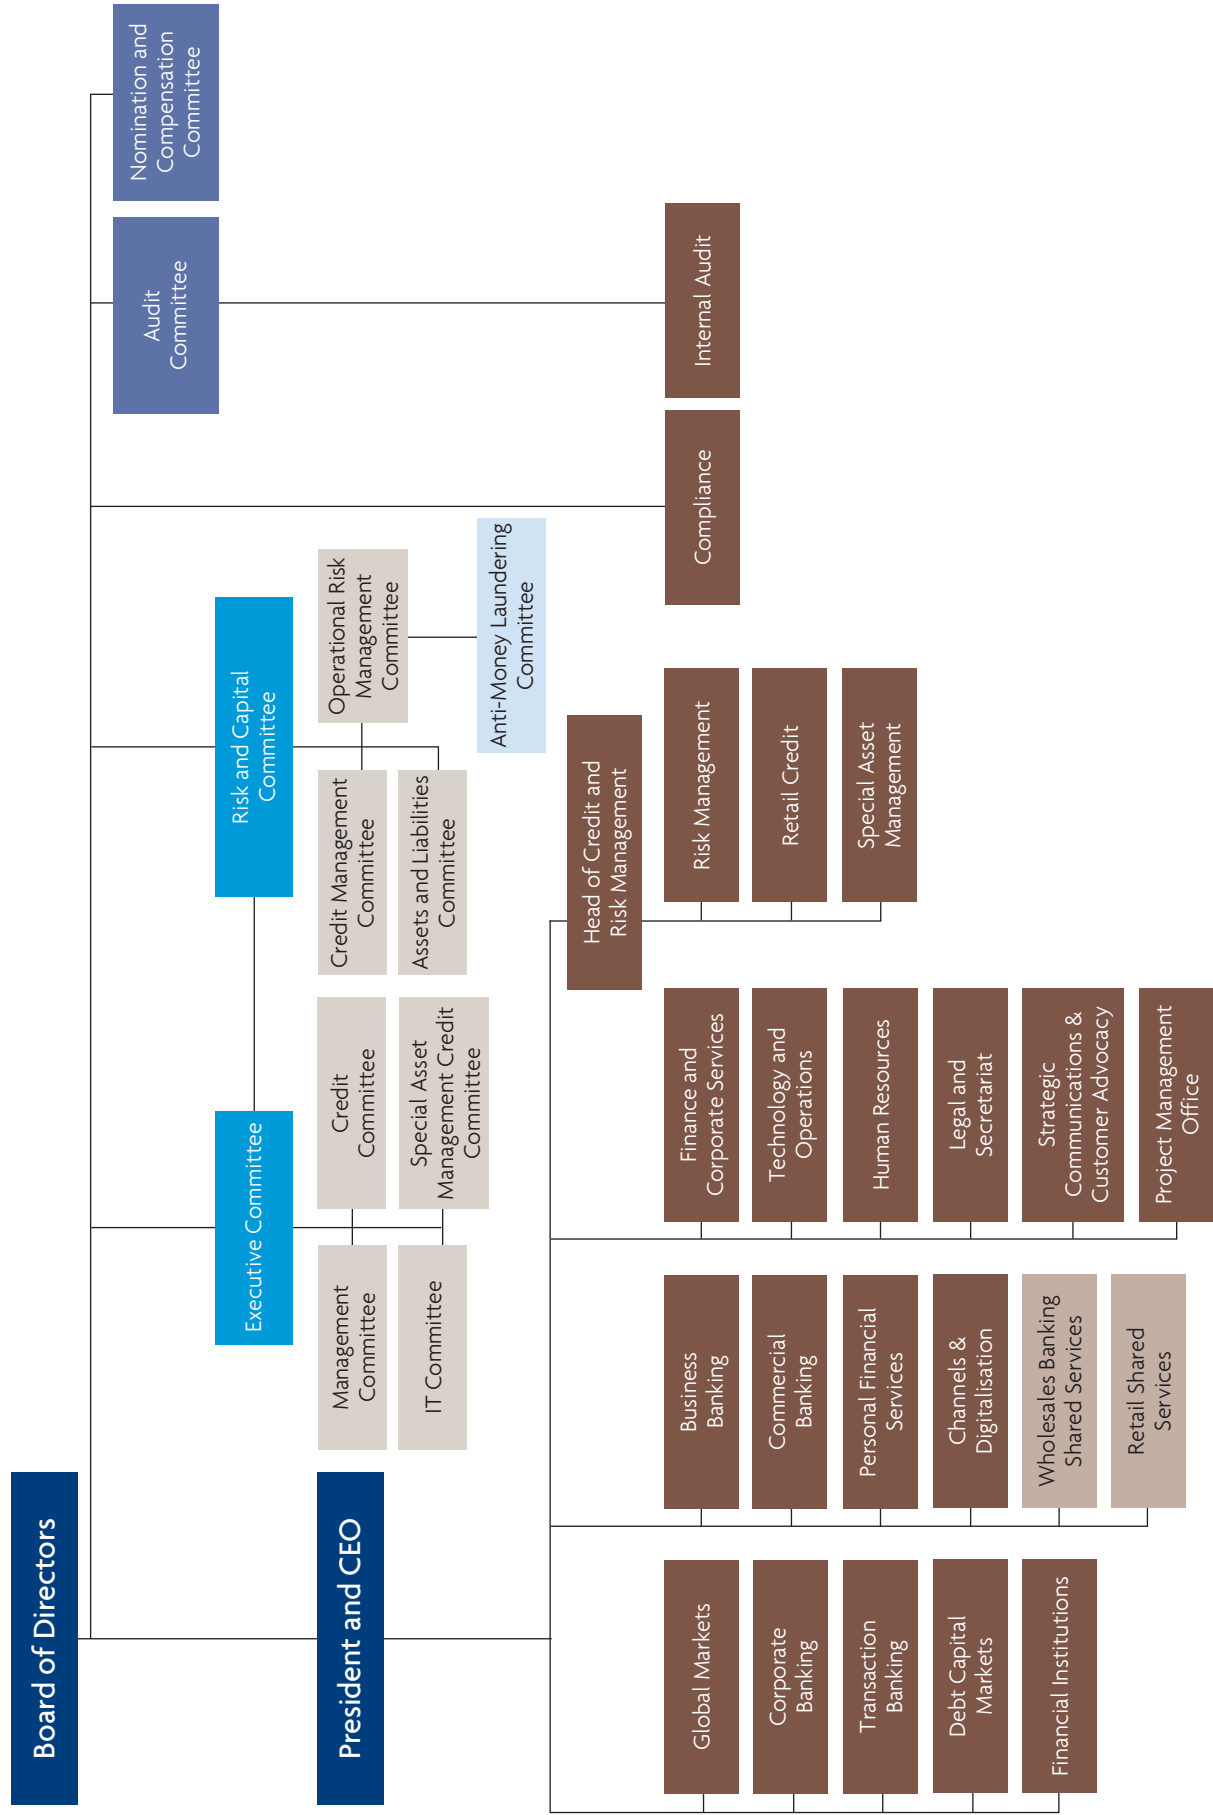 Board of Directors
Nomination and
Compensation
Committee
Audit
Committee
Executive Committee
Risk and Capital
Committee
President and CEO
Management
Committee
Credit
Committee
Credit Management
Committee
Operational Risk
Management
Committee
IT Committee
Special Asset
Management Credit
Committee
Assets and Liabilities
Committee
Anti-Money Laundering
Committee
Head of Credit and
Risk Management
Global Markets
Corporate
Banking
Transaction
Banking
Debt Capital
Markets
Financial Institutions
Business
Banking
Commercial
Banking
Personal Financial
Services
Channels &
Digitalisation
Wholesales Banking
Shared Services
Retail Shared
Services
Finance and
Corporate Services
Technology and
Operations
Human Resources
Legal and
Secretariat
Strategic
Communications &
Customer Advocacy
Project Management
Office
Risk Management
Retail Credit
Special Asset
Management
Compliance
Internal Audit